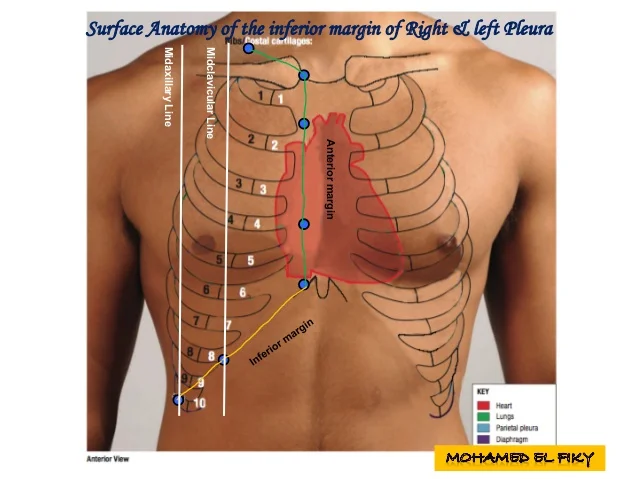 Surface Anatomy of the inferior margin of Right & left Pleura
Ribs Costal cartilages:
Midaxillary Line
Midclavicular Line
Anterior margin
1 1
2 2
3 3
4 4
5 5
6 6
7 7
8 8
9 9
10
Inferior margin
KEY
Heart
Lungs
Parietal pleura
Diaphragm
Anterior View
MOHAMED EL FIKY